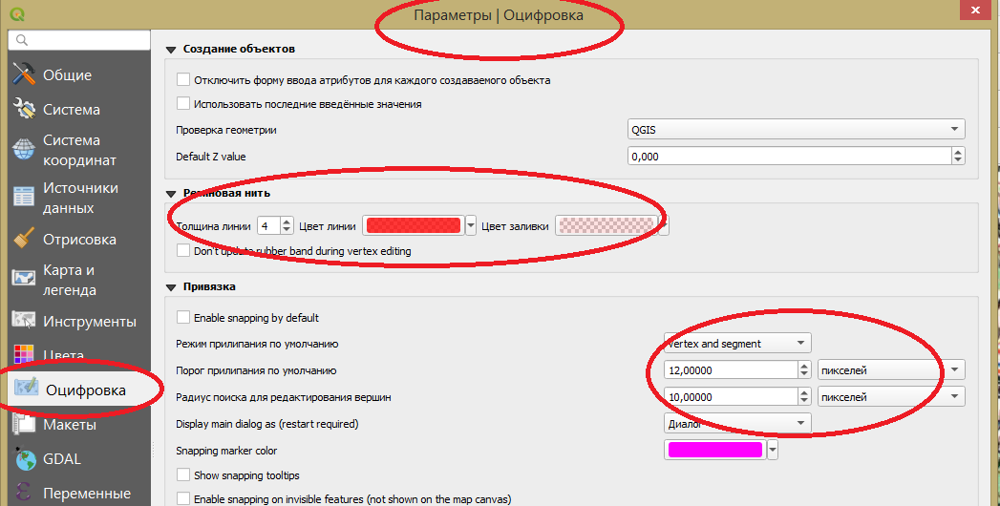 Параметры | Оцифровка
Общие
Система
Система
координат
Источники
данных
Отрисовка
Карта и
легенда
Инструменты
Цвета
Оцифровка
Макеты
GDAL
Переменные
Создание объектов
Отключить форму ввода атрибутов для каждого создаваемого объекта
Использовать последние введённые значения
Проверка геометрии QGIS
Default Z value 0,000
Резиновая нить
Толщина линии 4 Цвет линии Цвет заливки
Don't update rubber band during vertex editing
Привязка
Enable snapping by default
Режим прилипания по умолчанию vertex and segment
Порог прилипания по умолчанию 12,00000 пикселей
Радиус поиска для редактирования вершин 10,00000 пикселей
Display main dialog as (restart required) Диалог
Snapping marker color
Show snapping tooltips
Enable snapping on invisible features (not shown on the map canvas)